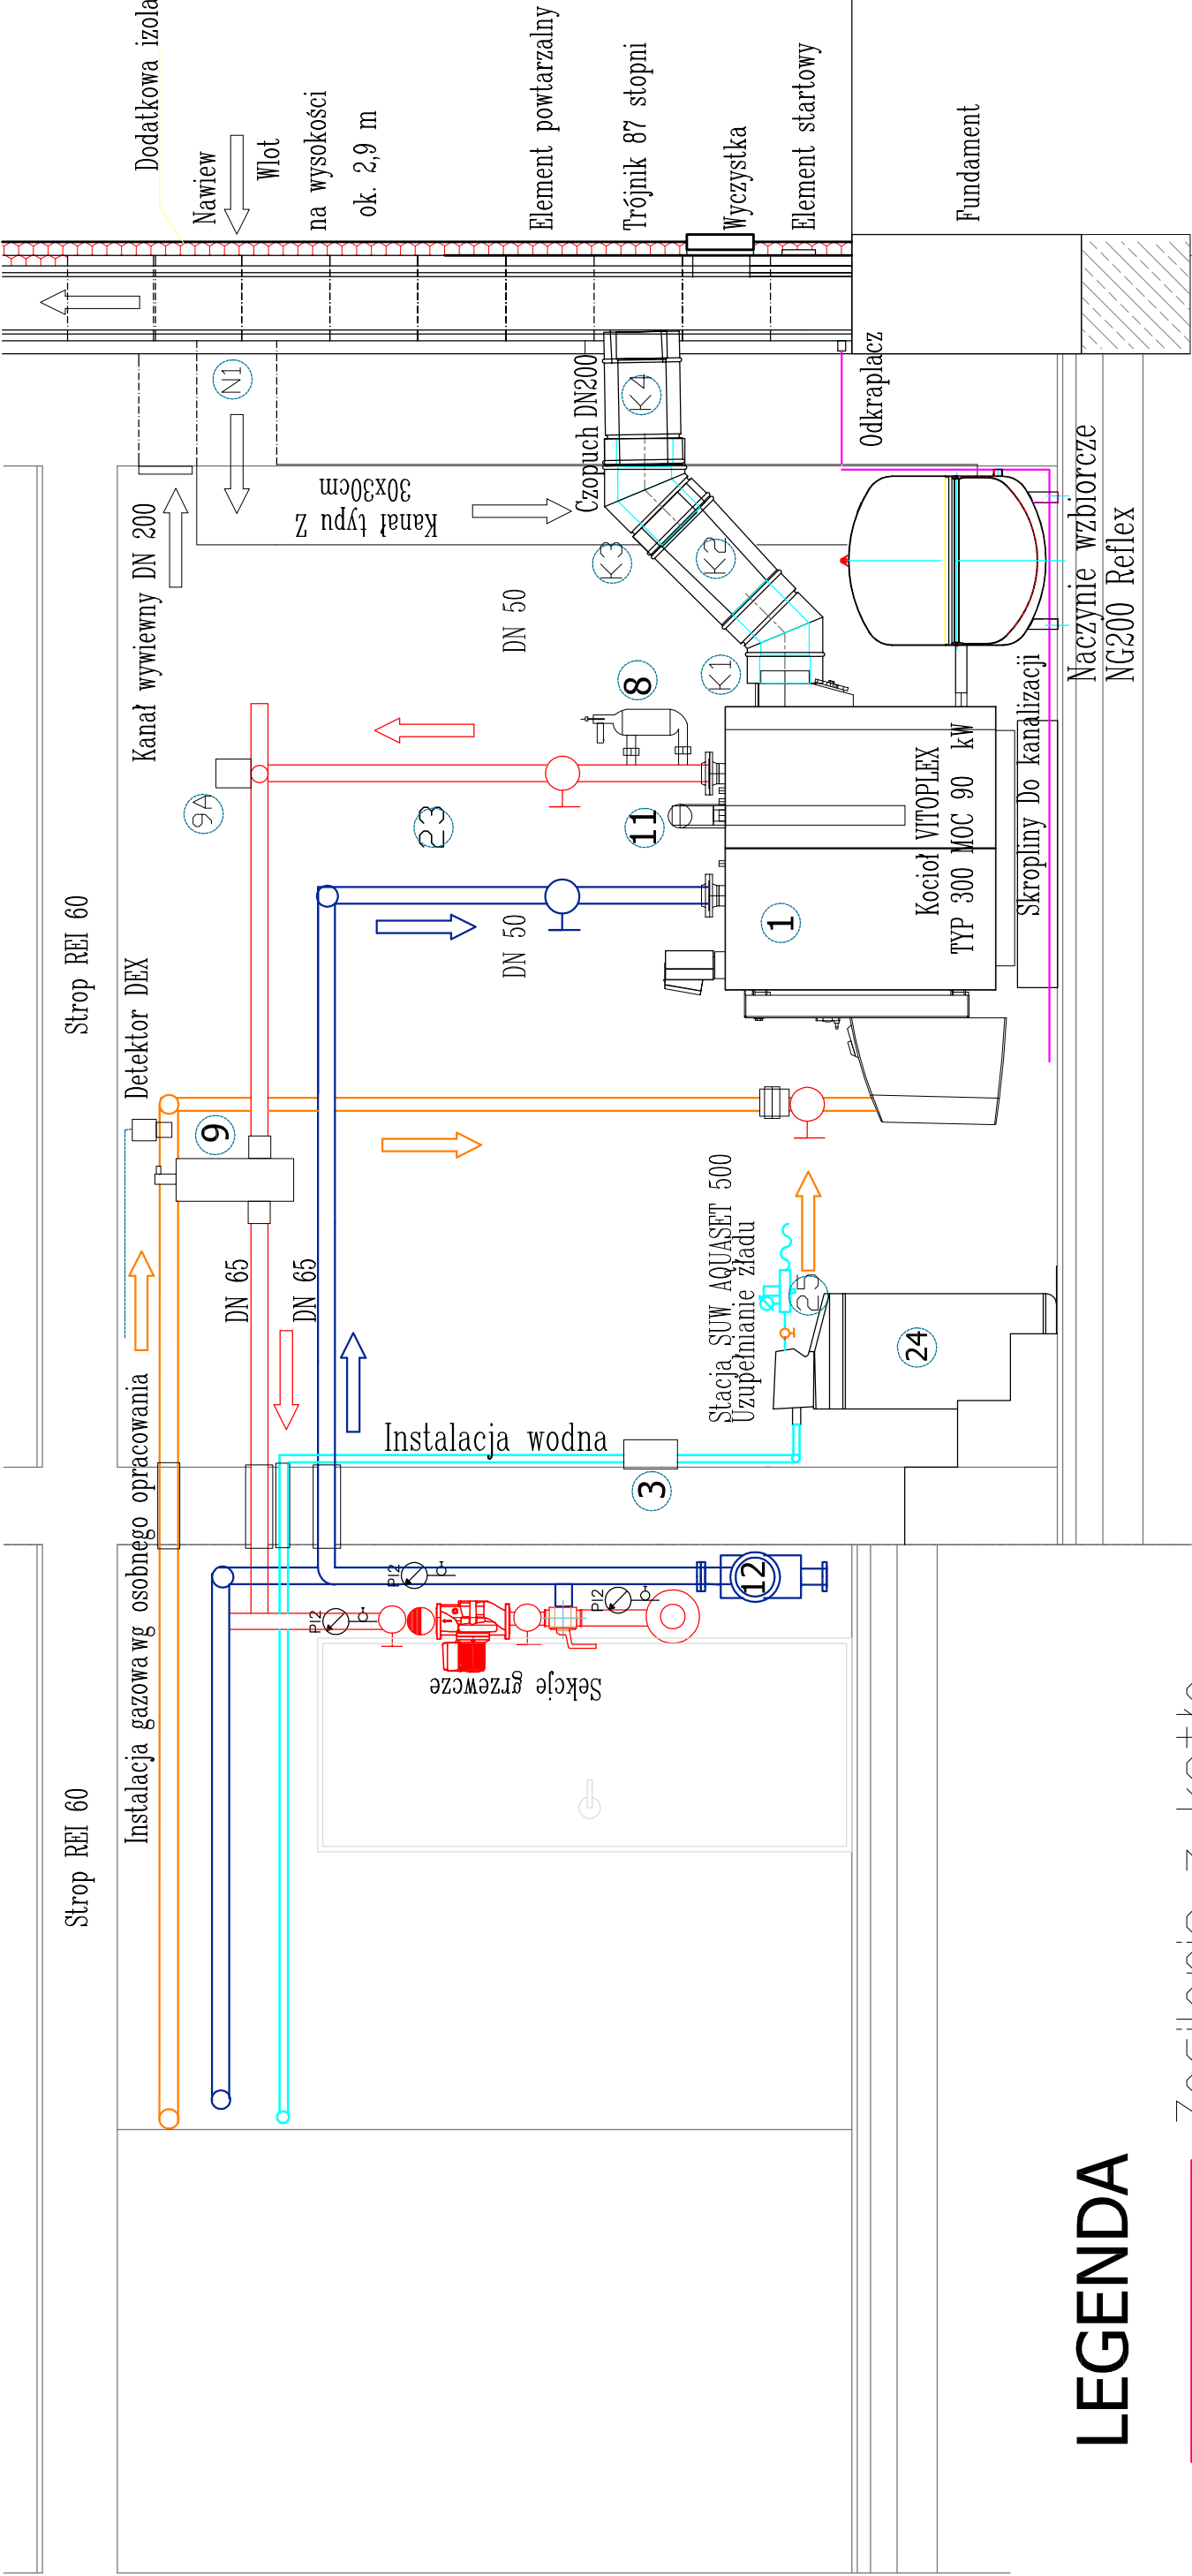 Strop REI 60
Strop REI 60
Instalacja gazowa wg osobnego opracowania
Detektor DEX
Kanał wywiewny DN 200
Dodatkowa
Nawiew
Wlot
na wysokości
ok. 2,9 m
Element powtarzalny
Trójnik 87 stopni
Wyczystka
Element startowy
Fundament
N1
Kanał typu Z
30x30cm
Czopuch DN200
K4
K3
K2
K1
Odkraplacz
Naczynie wzbiorcze
NG200 Reflex
DN 50
DN 50
8
9A
23
11
1
Kocioł VITOPLEX
TYP 300 MOC 90 kW
Skropliny Do kanalizacji
9
DN 65
DN 65
Stacja SUW AQUASET 500
Uzupełnianie zładu
25
24
Instalacja wodna
3
PI2
PI2
PI2
12
Sekcje grzewcze
LEGENDA